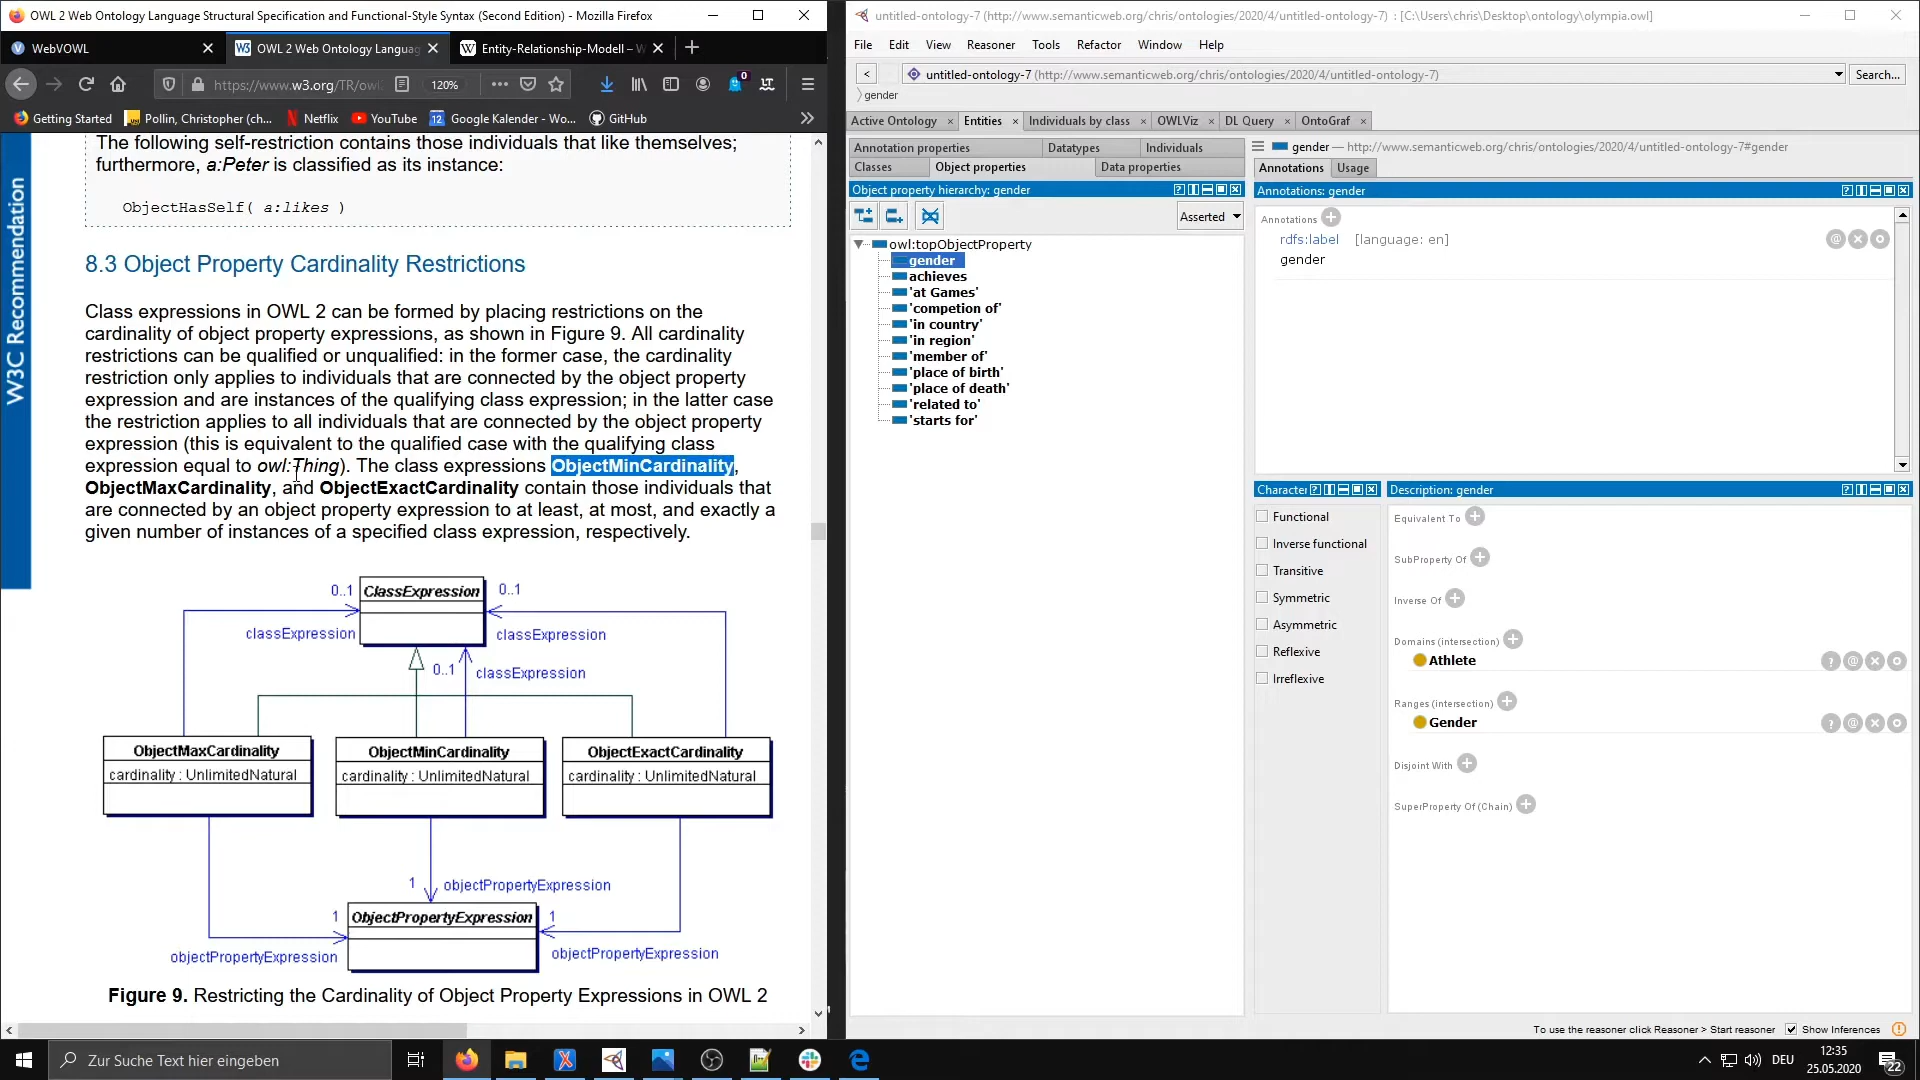 OWL 2 Web Ontology Language Structural Specification and Functional-Style Syntax (Second Edition) - Mozilla Firefox
WebVOWL
OWL 2 Web Ontology Languag
Entity-Relationship-Modell – W
https://www.w3.org/TR/owl
120%
0
Getting Started
Pollin, Christopher (ch...
Netflix
YouTube
12
Google Kalender - Wo...
GitHub
W3C Recommendation
The following self-restriction contains those individuals that like themselves;
furthermore, a:Peter is classified as its instance:
ObjectHasSelf( a:likes )
8.3 Object Property Cardinality Restrictions
Class expressions in OWL 2 can be formed by placing restrictions on the
cardinality of object property expressions, as shown in Figure 9. All cardinality
restrictions can be qualified or unqualified: in the former case, the cardinality
restriction only applies to individuals that are connected by the object property
expression and are instances of the qualifying class expression; in the latter case
the restriction applies to all individuals that are connected by the object property
expression (this is equivalent to the qualified case with the qualifying class
expression equal to owl:Thing). The class expressions ObjectMinCardinality,
ObjectMaxCardinality, and ObjectExactCardinality contain those individuals that
are connected by an object property expression to at least, at most, and exactly a
given number of instances of a specified class expression, respectively.
0..1
ClassExpression
0..1
classExpression
classExpression
0..1
classExpression
ObjectMaxCardinality
cardinality : UnlimitedNatural
ObjectMinCardinality
cardinality : UnlimitedNatural
ObjectExactCardinality
cardinality : UnlimitedNatural
1
objectPropertyExpression
1
ObjectPropertyExpression
1
objectPropertyExpression
objectPropertyExpression
Figure 9. Restricting the Cardinality of Object Property Expressions in OWL 2
untitled-ontology-7 (http://www.semanticweb.org/chris/ontologies/2020/4/untitled-ontology-7) : [C:\Users\chris\Desktop\ontology\olympia.owl]
File Edit View Reasoner Tools Refactor Window Help
<
untitled-ontology-7 (http://www.semanticweb.org/chris/ontologies/2020/4/untitled-ontology-7)
Search...
gender
Active Ontology × Entities × Individuals by class × OWLViz × DL Query × OntoGraf ×
Annotation properties Datatypes Individuals
Classes Object properties Data properties
Object property hierarchy: gender
Asserted
owl:topObjectProperty
gender
achieves
'at Games'
'competion of'
'in country'
'in region'
'member of'
'place of birth'
'place of death'
'related to'
'starts for'
gender — http://www.semanticweb.org/chris/ontologies/2020/4/untitled-ontology-7#gender
Annotations Usage
Annotations: gender
Annotations
rdfs:label [language: en]
gender
Character
Functional
Inverse functional
Transitive
Symmetric
Asymmetric
Reflexive
Irreflexive
Description: gender
Equivalent To
SubProperty Of
Inverse Of
Domains (intersection)
Athlete
Ranges (intersection)
Gender
Disjoint With
SuperProperty Of (Chain)
To use the reasoner click Reasoner > Start reasoner
Show Inferences
Zur Suche Text hier eingeben
DEU
12:35
25.05.2020
22